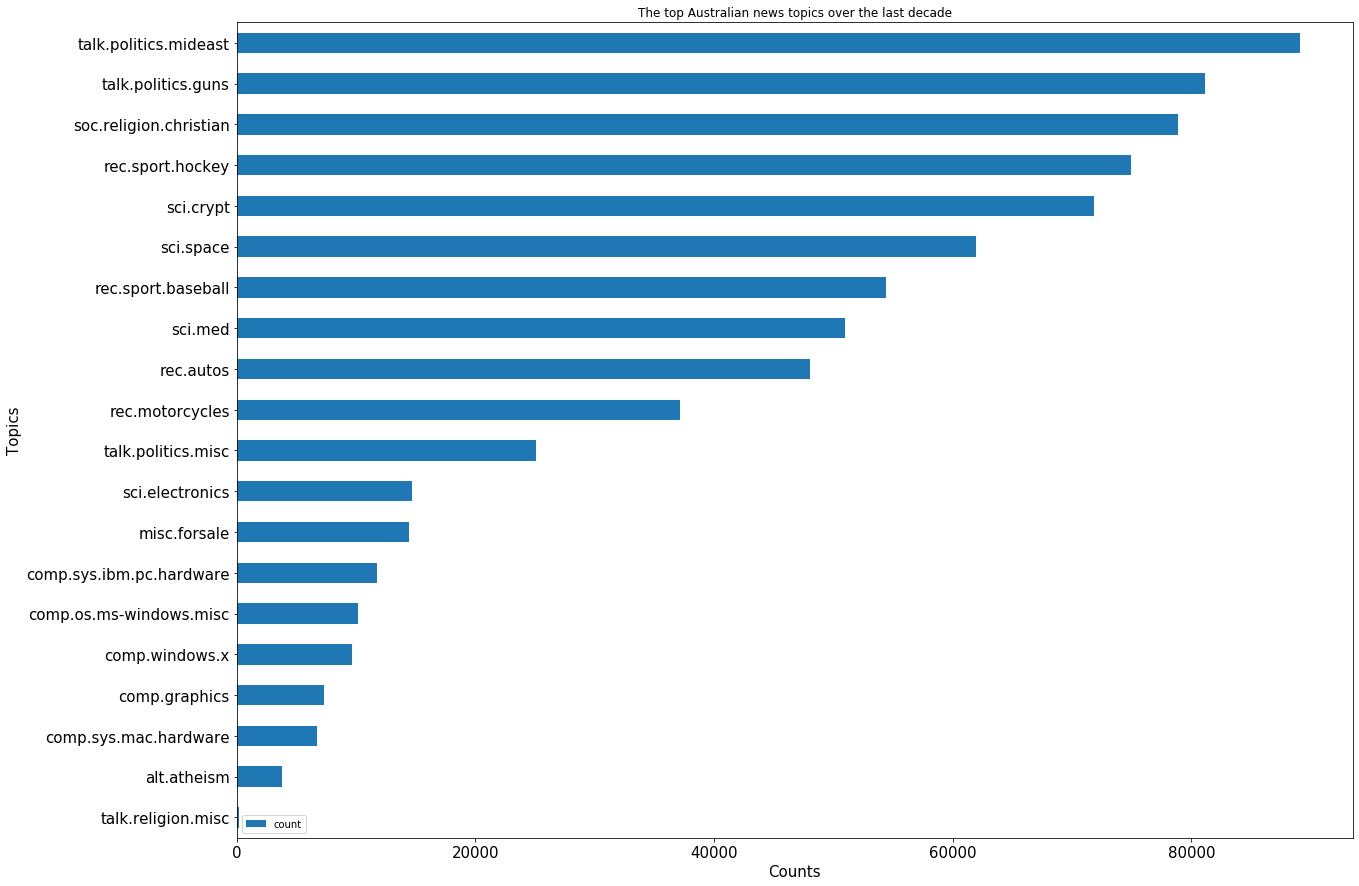 The top Australian news topics over the last decade
talk.politics.mideast
talk.politics.guns
soc.religion.christian
rec.sport.hockey
sci.crypt
sci.space
rec.sport.baseball
sci.med
rec.autos
rec.motorcycles
talk.politics.misc
sci.electronics
misc.forsale
comp.sys.ibm.pc.hardware
comp.os.ms-windows.misc
comp.windows.x
comp.graphics
comp.sys.mac.hardware
alt.atheism
talk.religion.misc
Topics
count
0 20000 40000 60000 80000
Counts